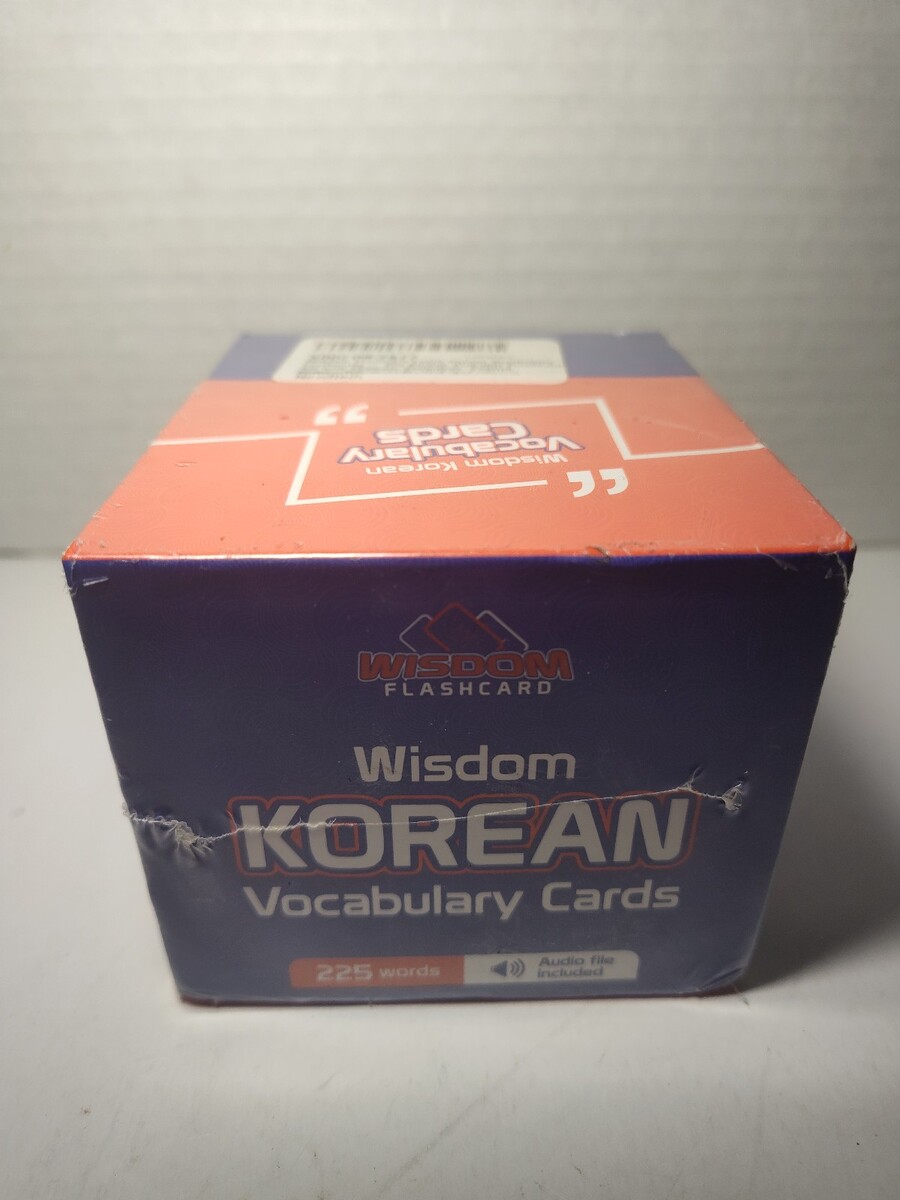 Wisdom Korean
Vocabulary
Cards
WISDOM
FLASHCARD
Wisdom
KOREAN
Vocabulary Cards
225 words
Audio file
included